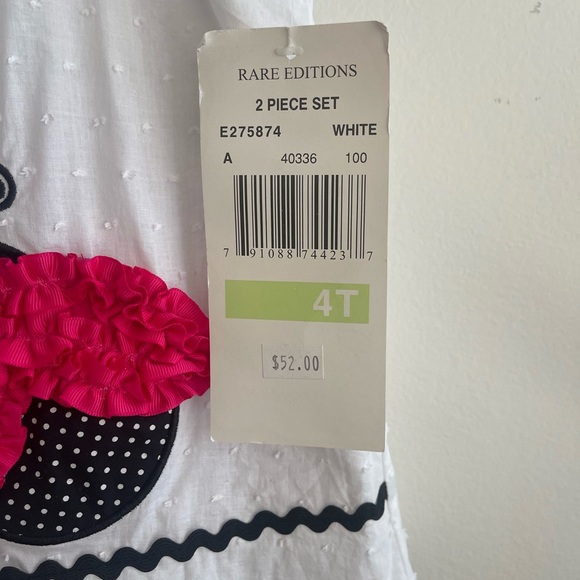 RARE EDITIONS
2 PIECE SET
E275874 WHITE
A 40336 100
7 91088 74423 7
4T
$52.00